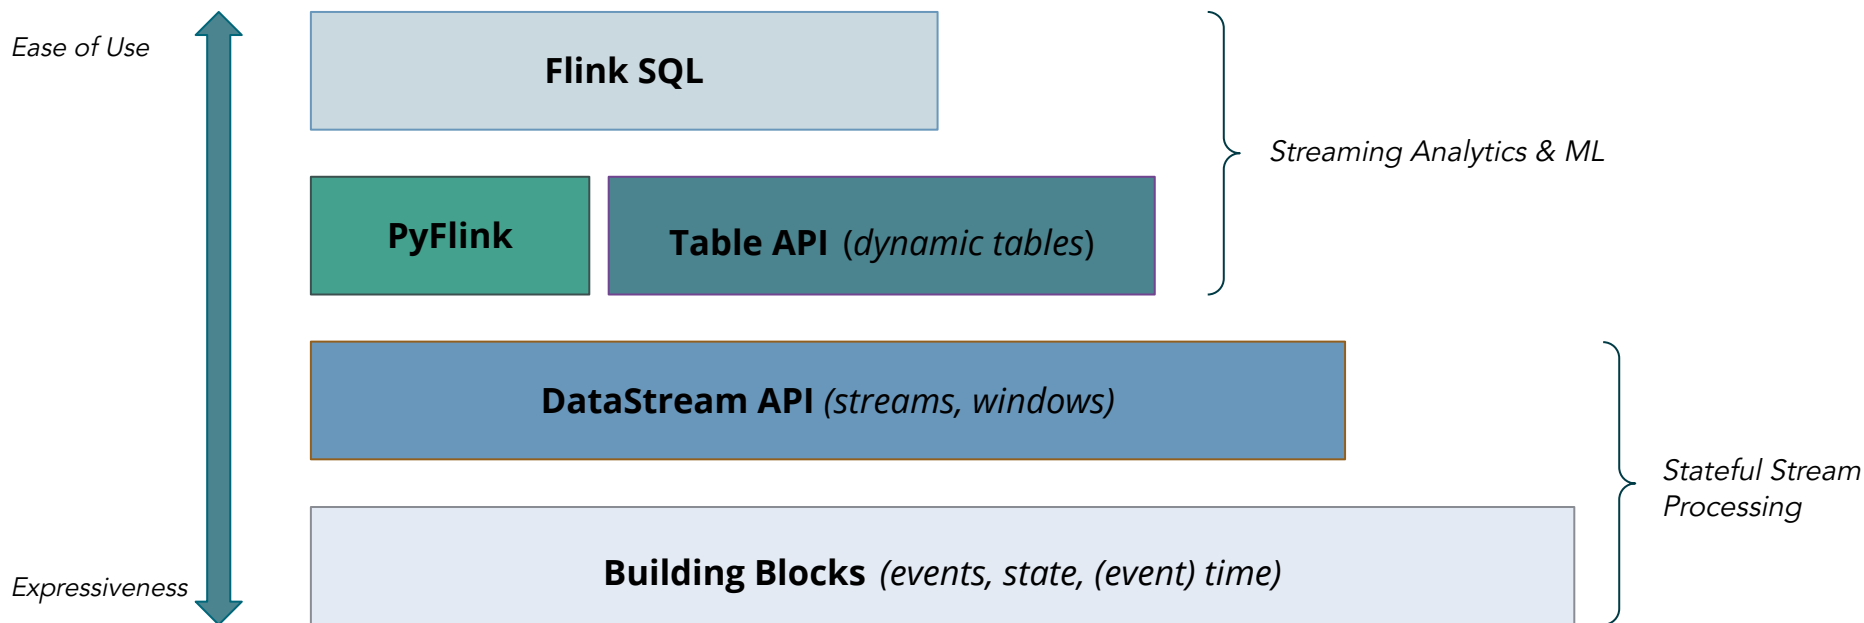 Ease of Use
Flink SQL
Streaming Analytics & ML
PyFlink
Table API (dynamic tables)
DataStream API (streams, windows)
Stateful Stream
Processing
Building Blocks (events, state, (event) time)
Expressiveness